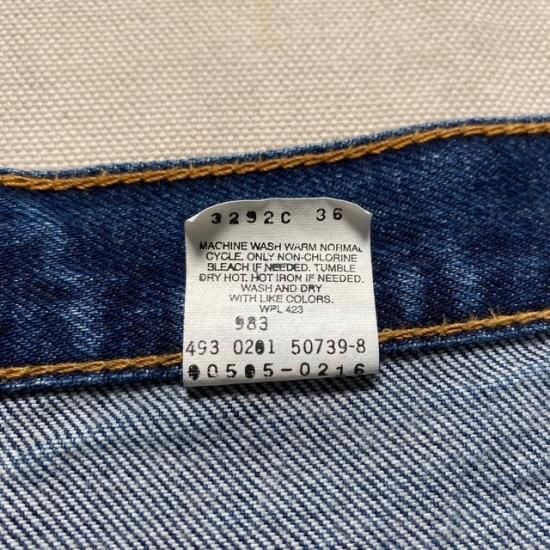 3292C 36
MACHINE WASH WARM NORMAL
CYCLE. ONLY NON-CHLORINE
BLEACH IF NEEDED. TUMBLE
DRY HOT. HOT IRON IF NEEDED.
WASH AND DRY
WITH LIKE COLORS.
WPL 423
983
493 0201 50739-8
40505-0216